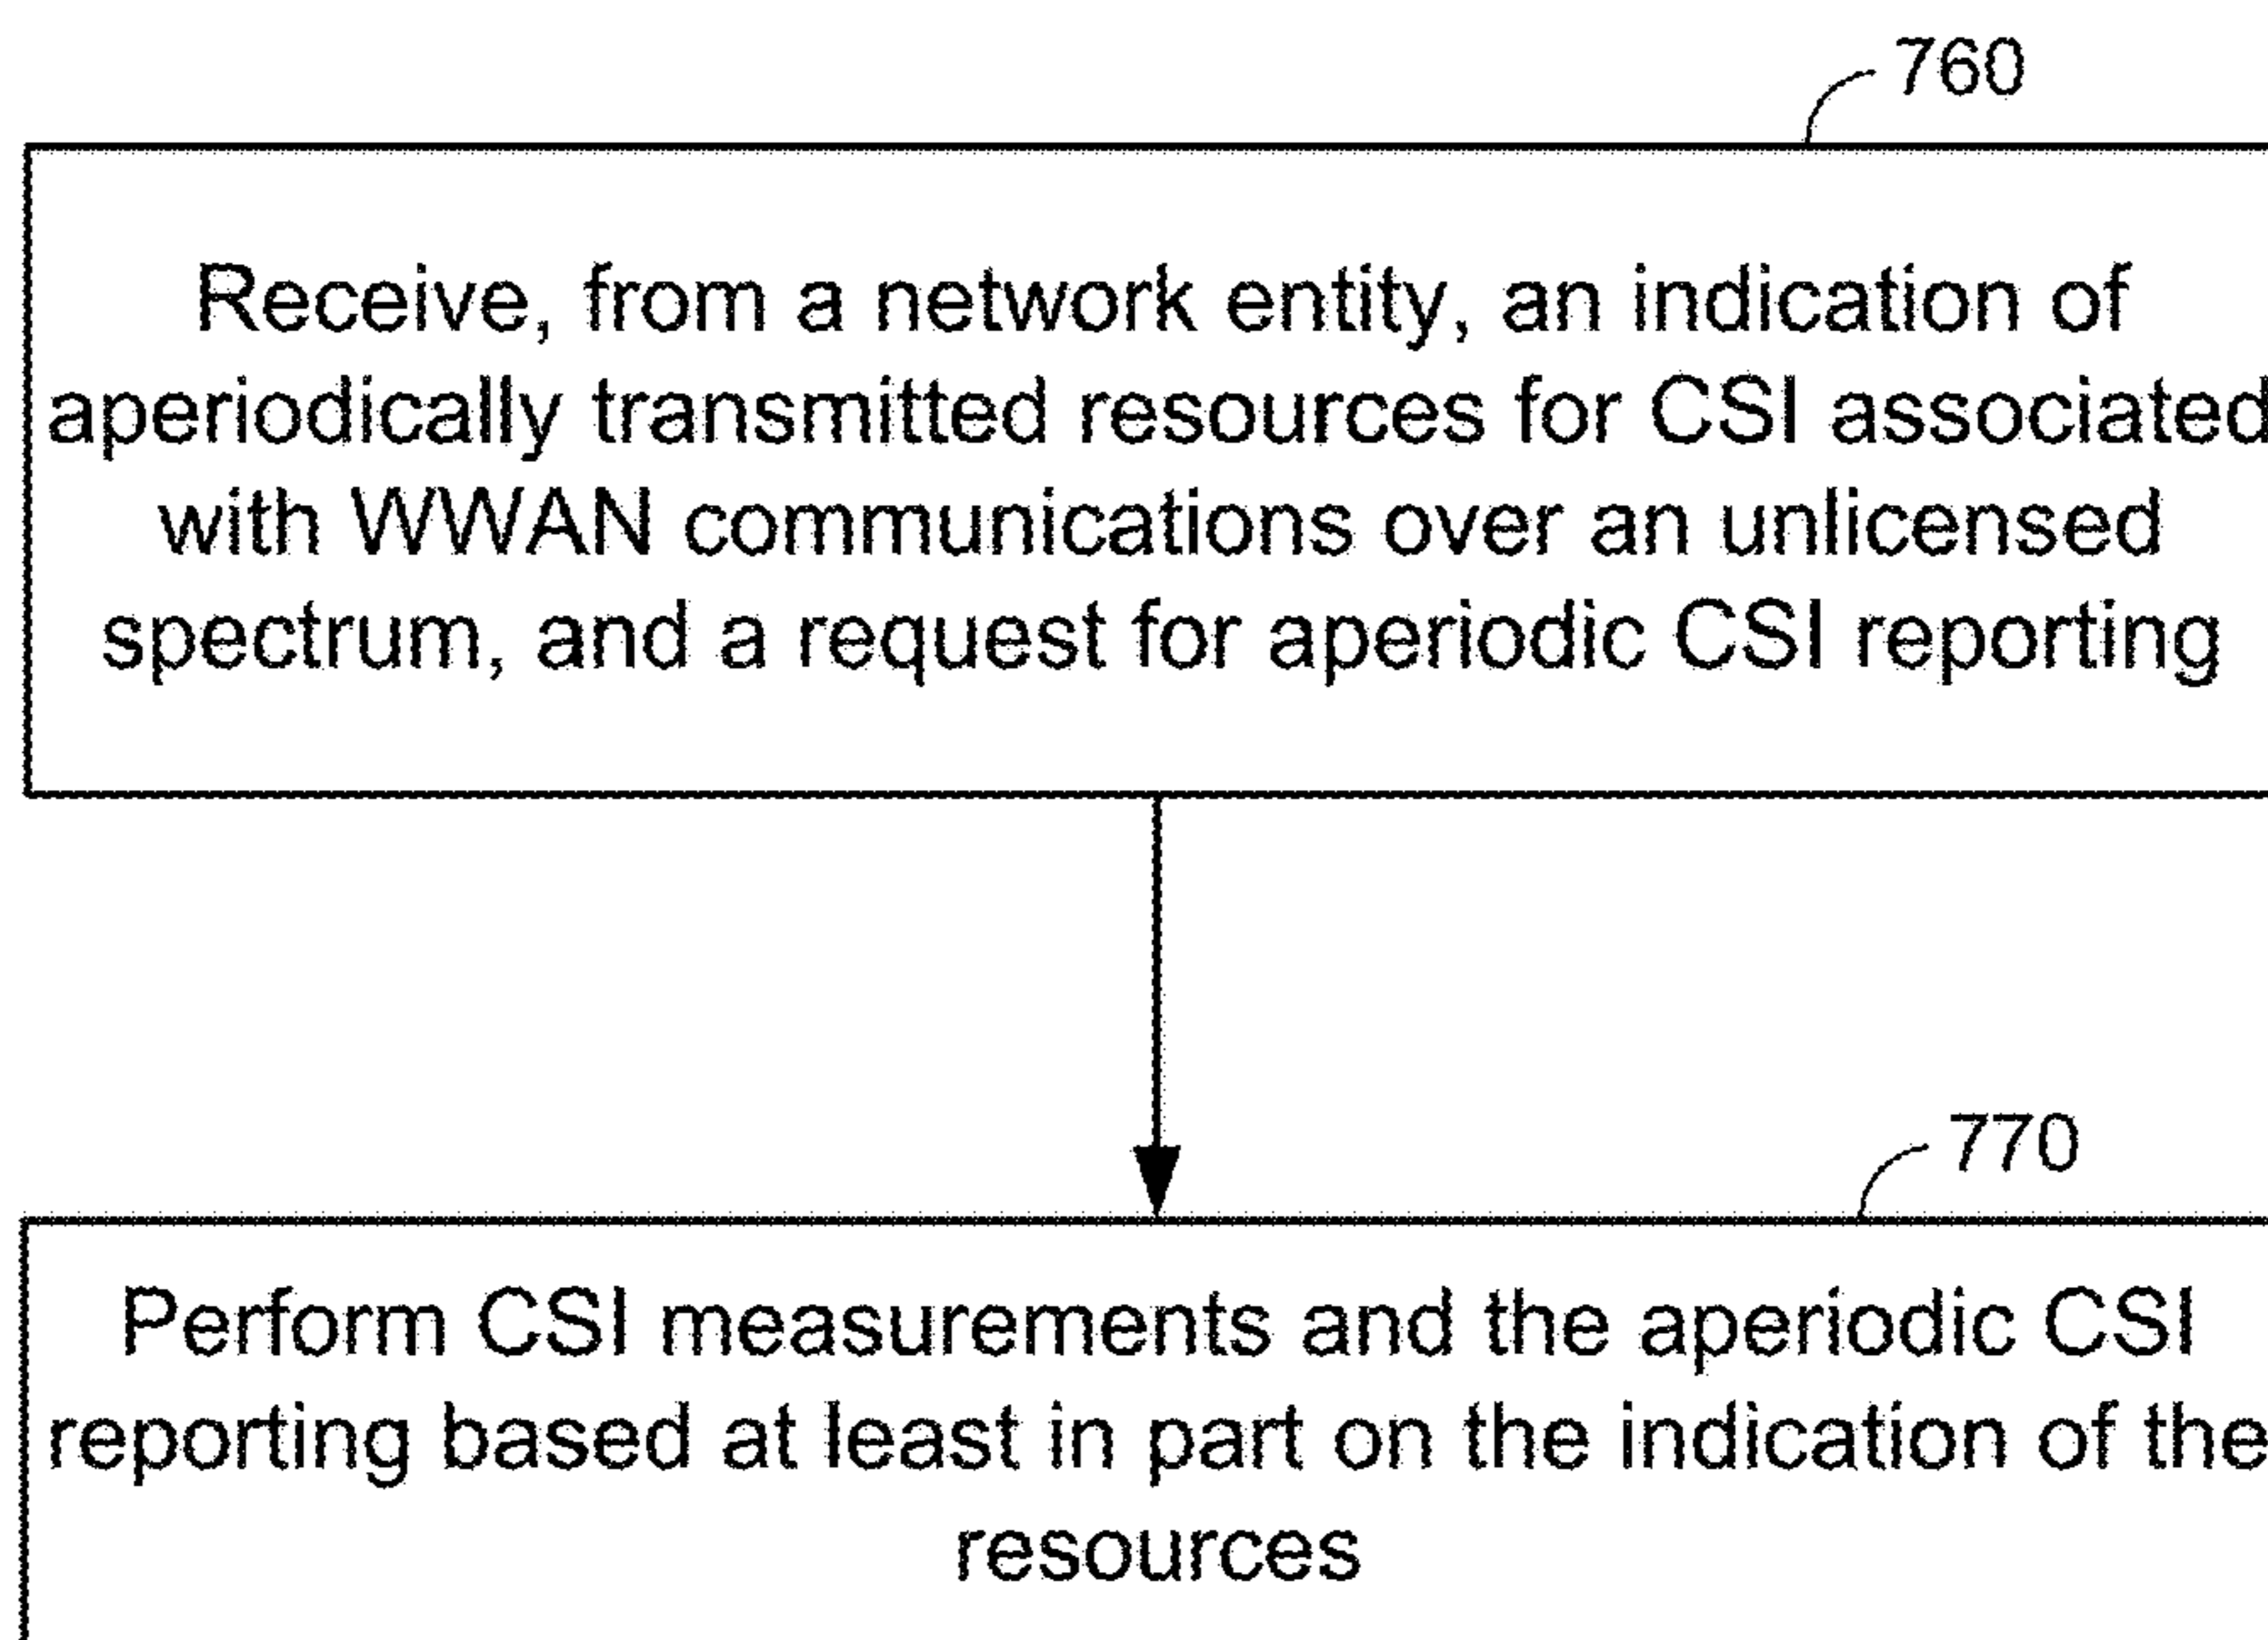 760
Receive, from a network entity, an indication of
aperiodically transmitted resources for CSI associated
with WWAN communications over an unlicensed
spectrum, and a request for aperiodic CSI reporting
770
Perform CSI measurements and the aperiodic CSI
reporting based at least in part on the indication of the
resources